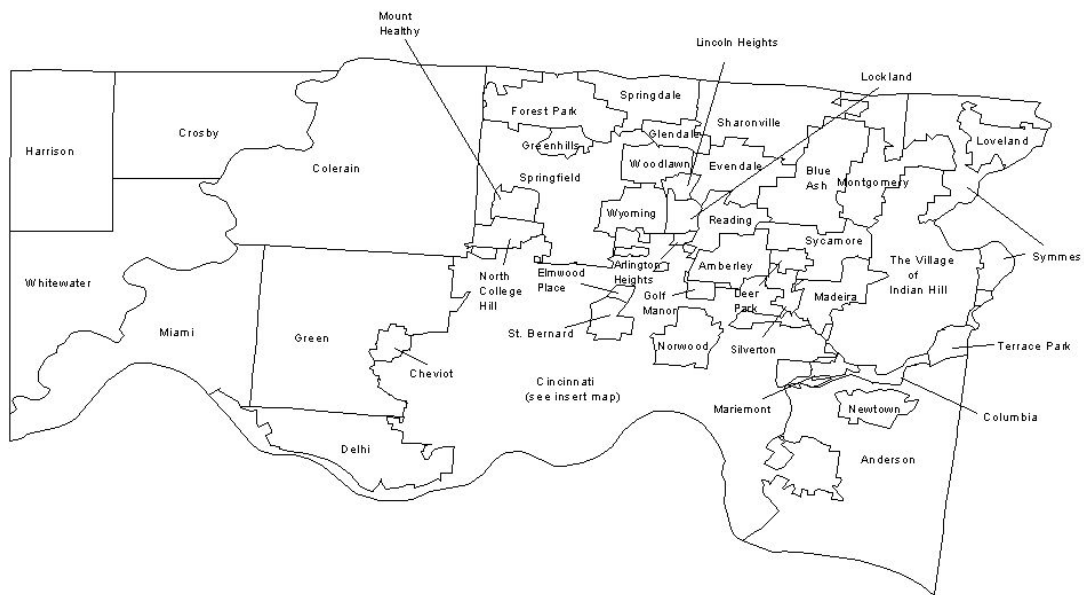 Mount
Healthy
Lincoln Heights
Lockland
Springdale
Forest Park
Sharonville
Crosby
Glendale
Loveland
Harrison
Greenhills
Colerain
Woodlawn
Evendale
Blue
Ash
Springfield
Montgomery
Wyoming
Reading
Sycamore
Symmes
Whitewater
North
College
Hill
Elmwood
Place
Arlington
Heights
Amberley
The Village
of
Indian Hill
Golf
Manor
Deer
Park
Madeira
Miami
St. Bernard
Green
Norwood
Silverton
Terrace Park
Cheviot
Cincinnati
(see insert map)
Mariemont
Newtown
Columbia
Delhi
Anderson